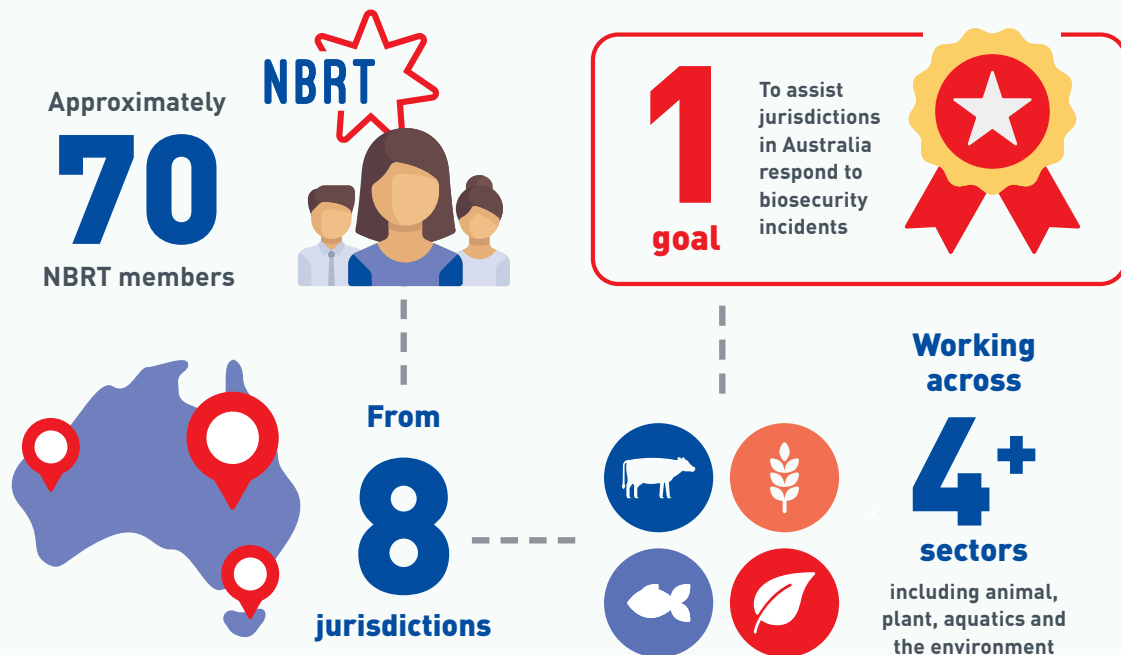 Approximately
70
NBRT members
NBRT
1
goal
To assist
jurisdictions
in Australia
respond to
biosecurity
incidents
From
8
jurisdictions
Working
across
4+
sectors
including animal,
plant, aquatics and
the environment